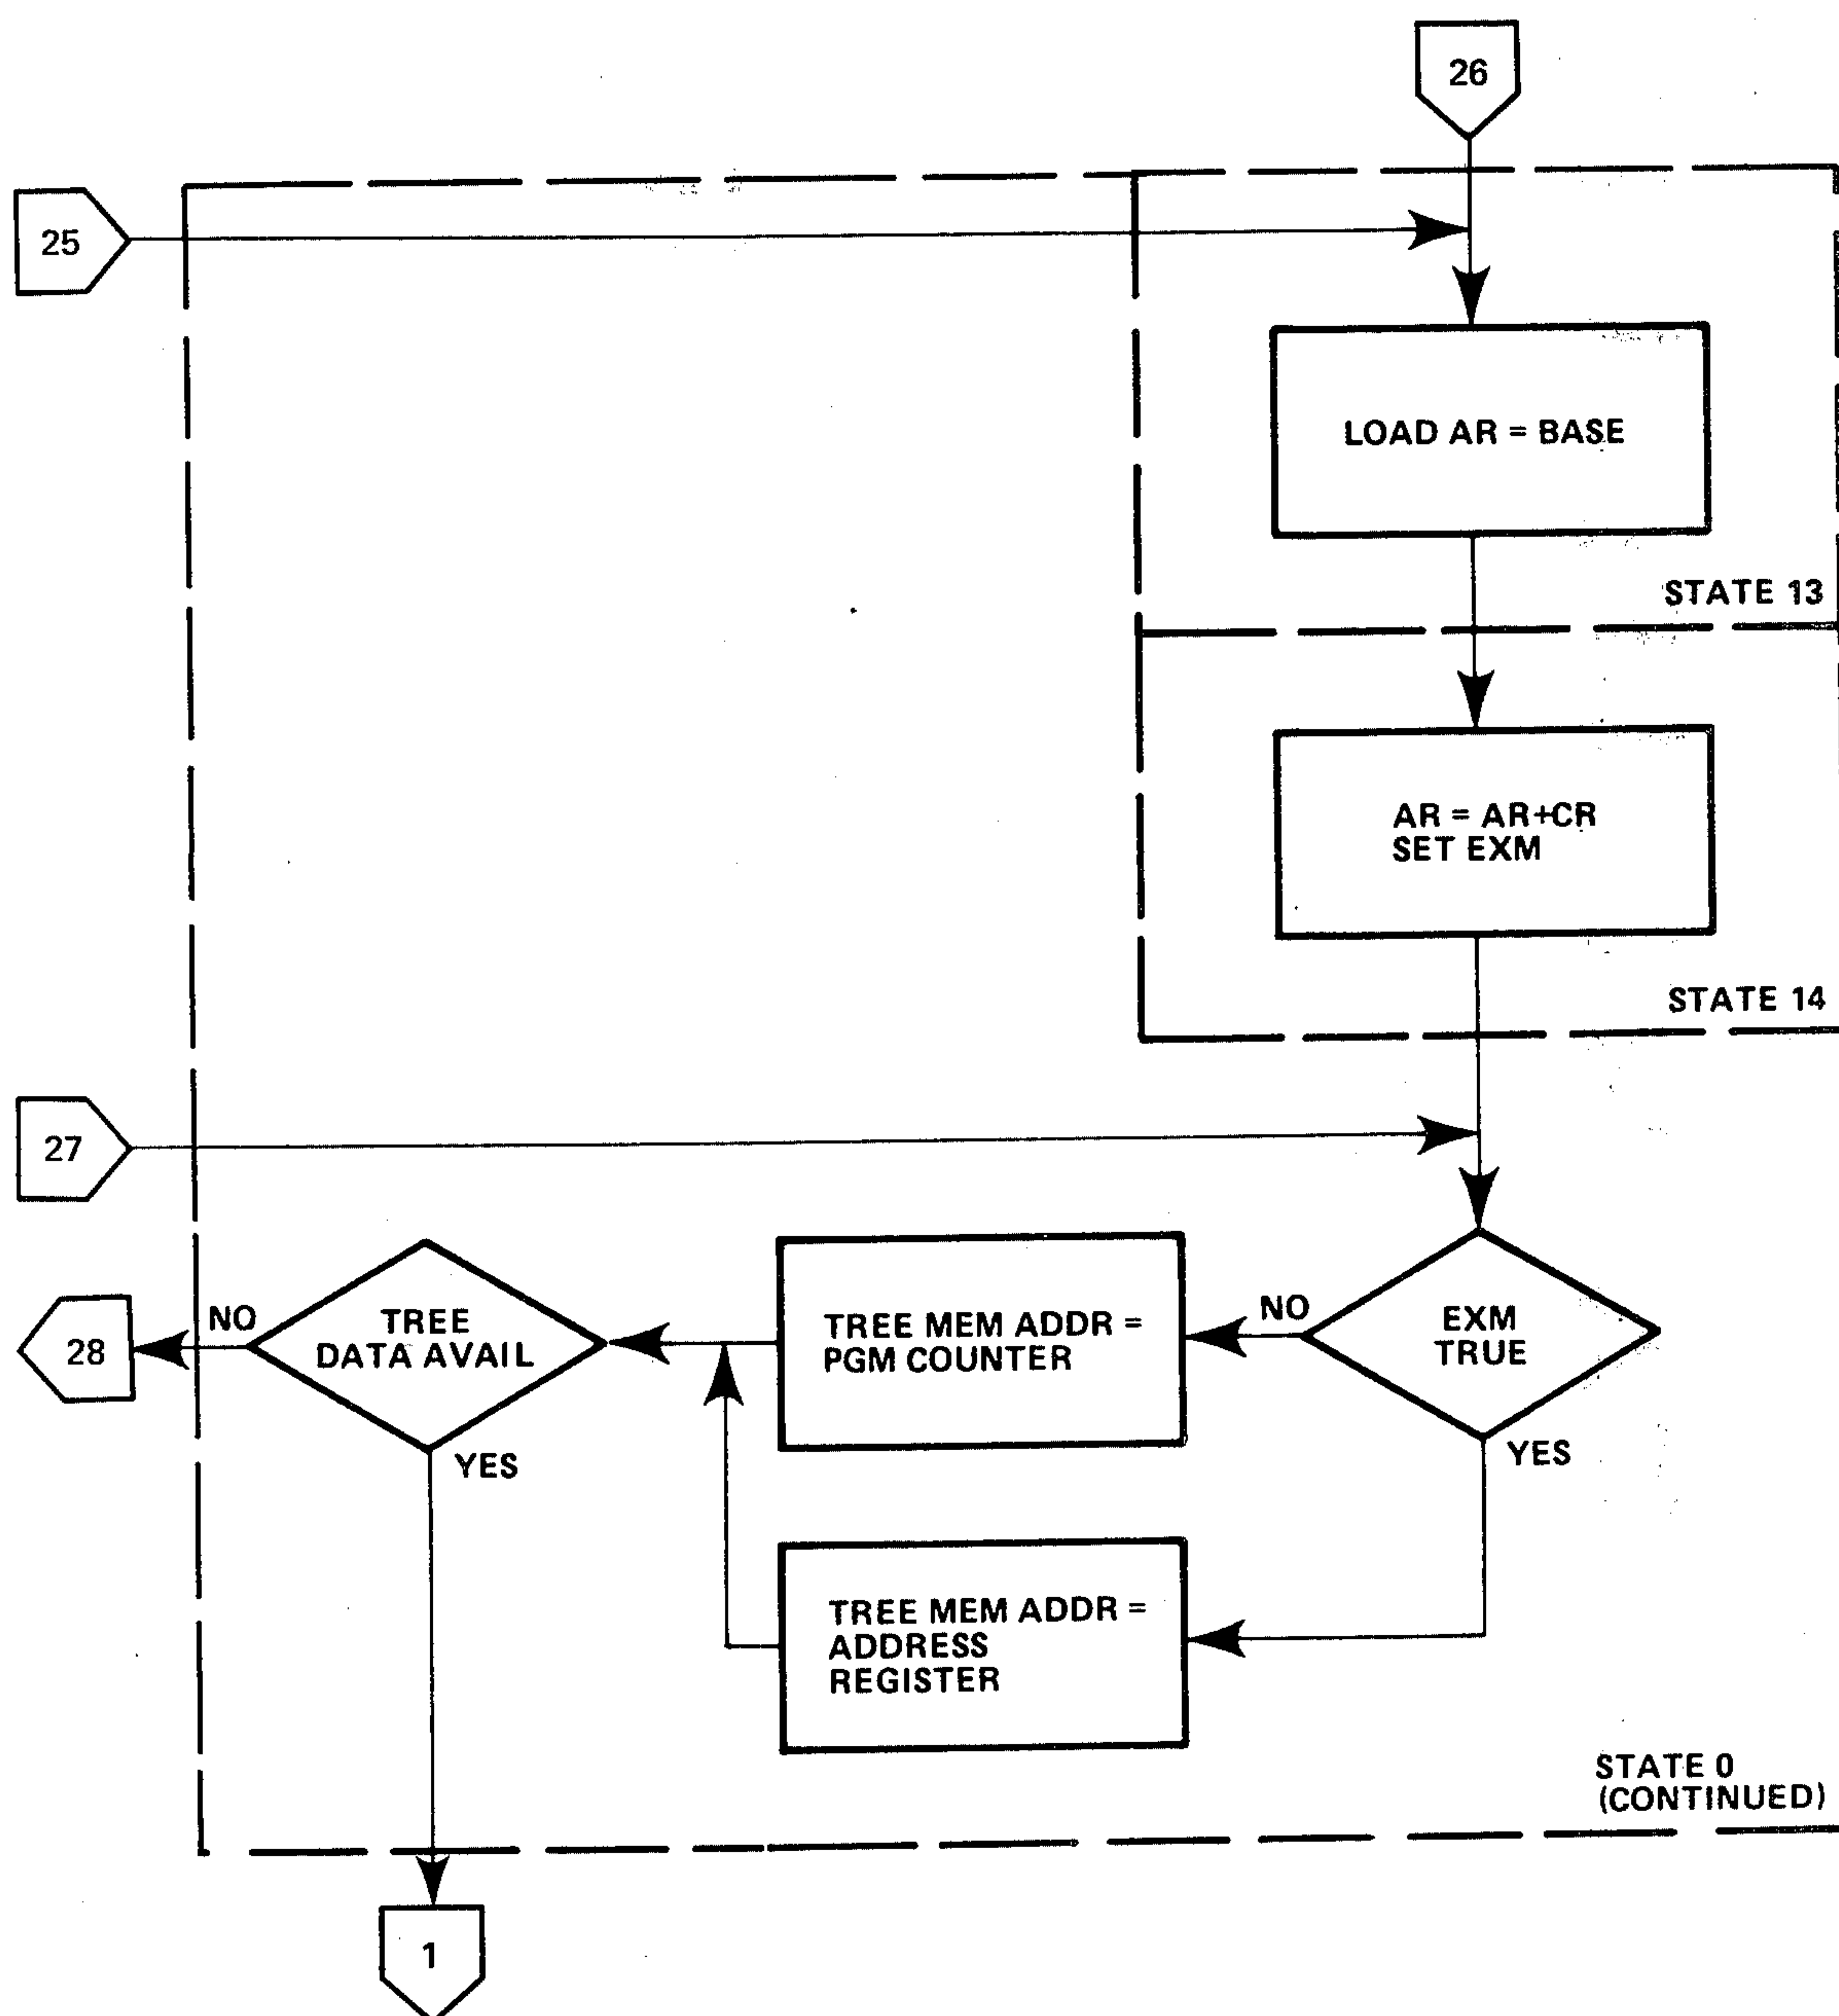 26
25
LOAD AR = BASE
STATE 13
AR = AR+CR
SET EXM
STATE 14
27
28
NO
TREE
DATA AVAIL
YES
TREE MEM ADDR =
PGM COUNTER
NO
EXM
TRUE
YES
TREE MEM ADDR =
ADDRESS
REGISTER
STATE 0
(CONTINUED)
1